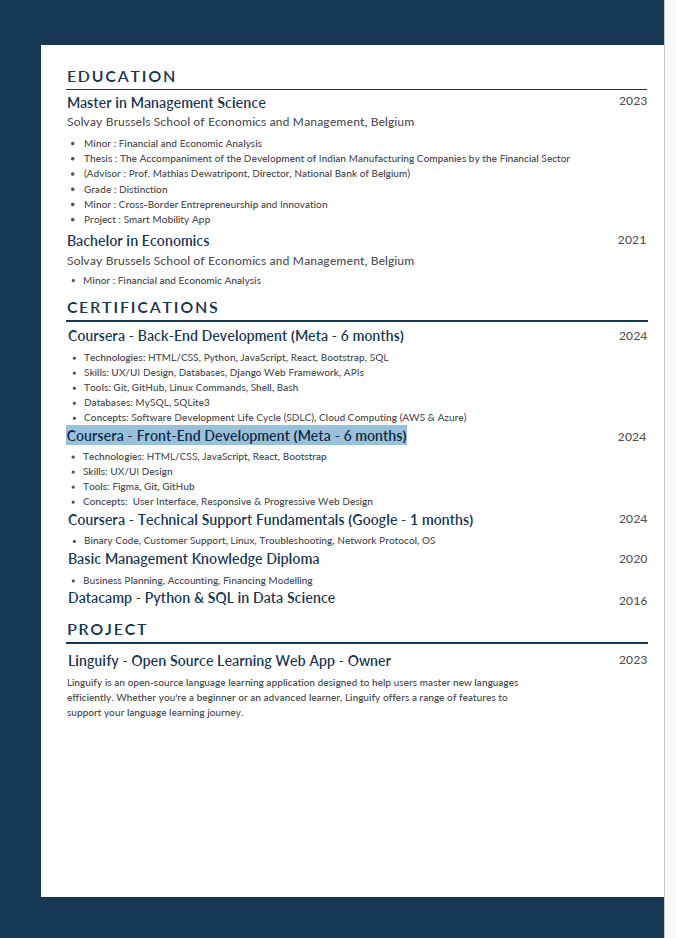 EDUCATION
Master in Management Science 2023
Solvay Brussels School of Economics and Management, Belgium
• Minor : Financial and Economic Analysis
• Thesis : The Accompaniment of the Development of Indian Manufacturing Companies by the Financial Sector
• (Advisor : Prof. Mathias Dewatripont, Director, National Bank of Belgium)
• Grade : Distinction
• Minor : Cross-Border Entrepreneurship and Innovation
• Project : Smart Mobility App
Bachelor in Economics 2021
Solvay Brussels School of Economics and Management, Belgium
• Minor : Financial and Economic Analysis
CERTIFICATIONS
Coursera - Back-End Development (Meta - 6 months) 2024
• Technologies: HTML/CSS, Python, JavaScript, React, Bootstrap, SQL
• Skills: UX/UI Design, Databases, Django Web Framework, APIs
• Tools: Git, GitHub, Linux Commands, Shell, Bash
• Databases: MySQL, SQLite3
• Concepts: Software Development Life Cycle (SDLC), Cloud Computing (AWS & Azure)
Coursera - Front-End Development (Meta - 6 months) 2024
• Technologies: HTML/CSS, JavaScript, React, Bootstrap
• Skills: UX/UI Design
• Tools: Figma, Git, GitHub
• Concepts: User Interface, Responsive & Progressive Web Design
Coursera - Technical Support Fundamentals (Google - 1 months) 2024
• Binary Code, Customer Support, Linux, Troubleshooting, Network Protocol, OS
Basic Management Knowledge Diploma 2020
• Business Planning, Accounting, Financing Modelling
Datacamp - Python & SQL in Data Science 2016
PROJECT
Linguify - Open Source Learning Web App - Owner 2023
Linguify is an open-source language learning application designed to help users master new languages
efficiently. Whether you're a beginner or an advanced learner, Linguify offers a range of features to
support your language learning journey.